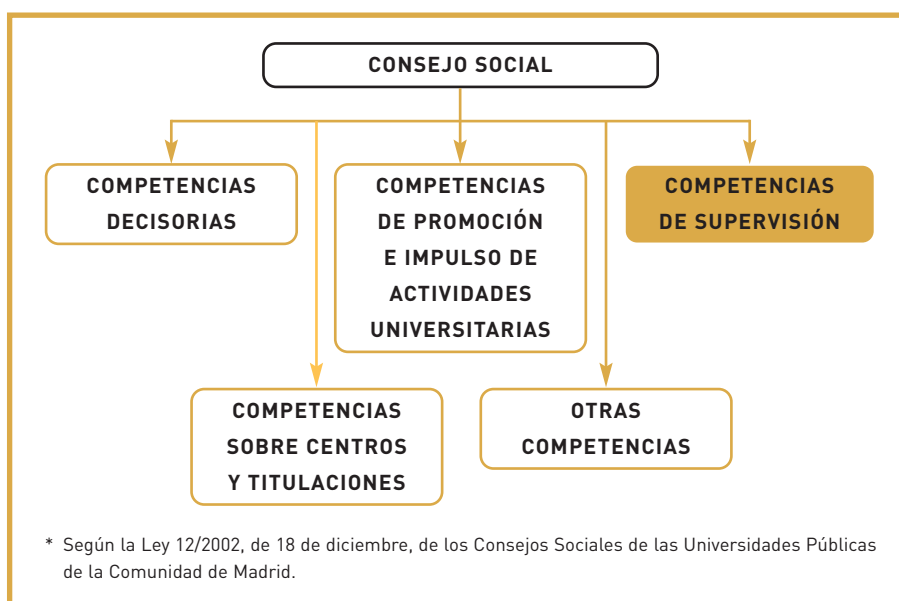 CONSEJO SOCIAL
COMPETENCIAS
DECISORIAS
COMPETENCIAS
DE PROMOCIÓN
E IMPULSO DE
ACTIVIDADES
UNIVERSITARIAS
COMPETENCIAS
DE SUPERVISIÓN
COMPETENCIAS
SOBRE CENTROS
Y TITULACIONES
OTRAS
COMPETENCIAS
* Según la Ley 12/2002, de 18 de diciembre, de los Consejos Sociales de las Universidades Públicas
de la Comunidad de Madrid.